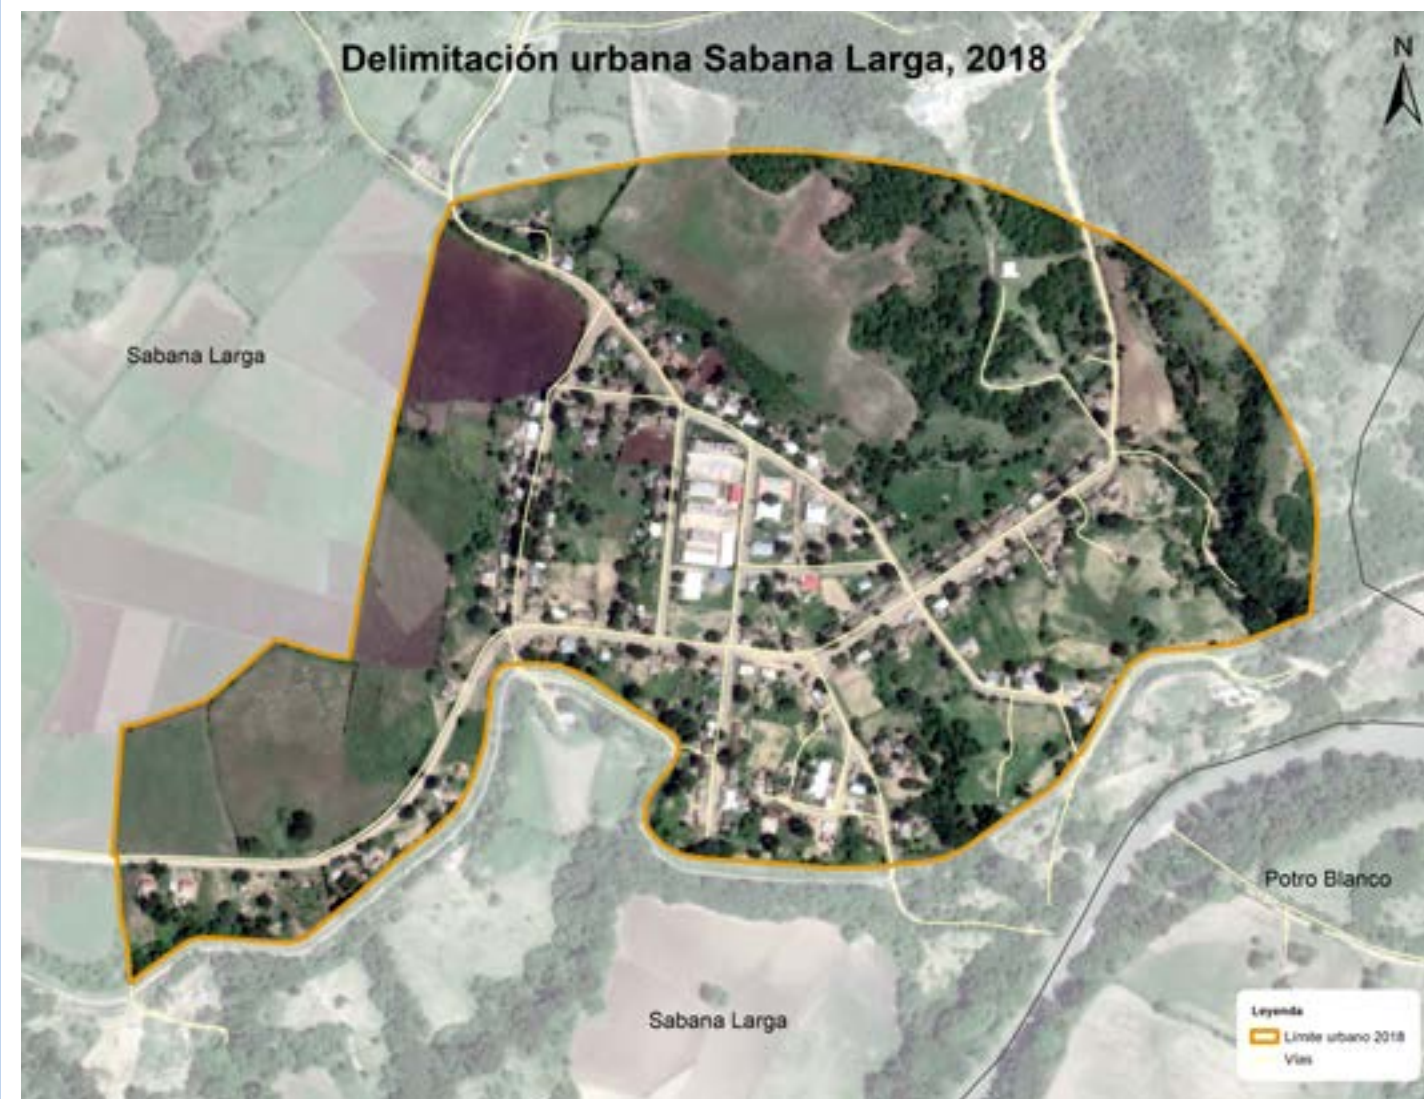 Delimitación urbana Sabana Larga, 2018
N
Sabana Larga
Potro Blanco
Sabana Larga
Leyenda
Límite urbano 2018
Vías